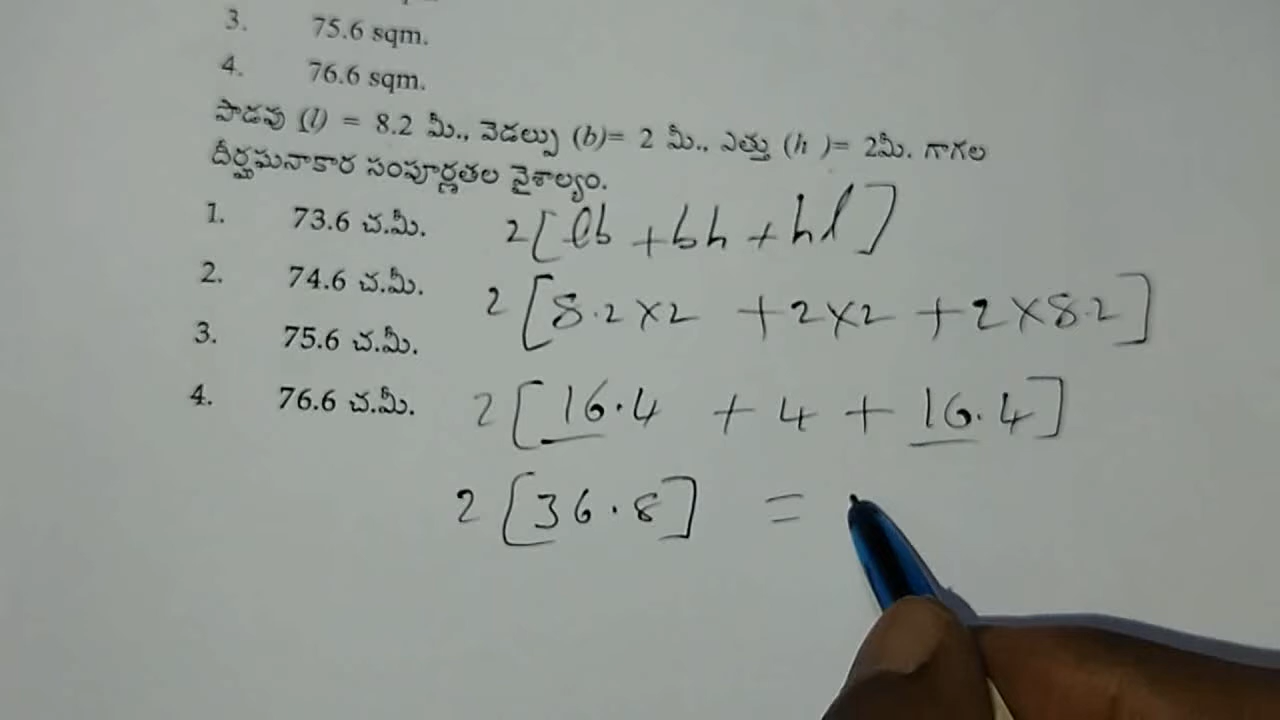 3. 75.6 sqm.
4. 76.6 sqm.
పొడవు (l) = 8.2 మీ., వెడల్పు (b)= 2 మీ., ఎత్తు (h )= 2మీ. గాగల
దీర్ఘఘనాకార సంపూర్ణతల వైశాల్యం.
1. 73.6 చ.మీ.
2[lb + bh + hl]
2. 74.6 చ.మీ.
2[8.2×2 + 2×2 + 2×8.2]
3. 75.6 చ.మీ.
4. 76.6 చ.మీ.
2[16.4 + 4 + 16.4]
2[36.8] =